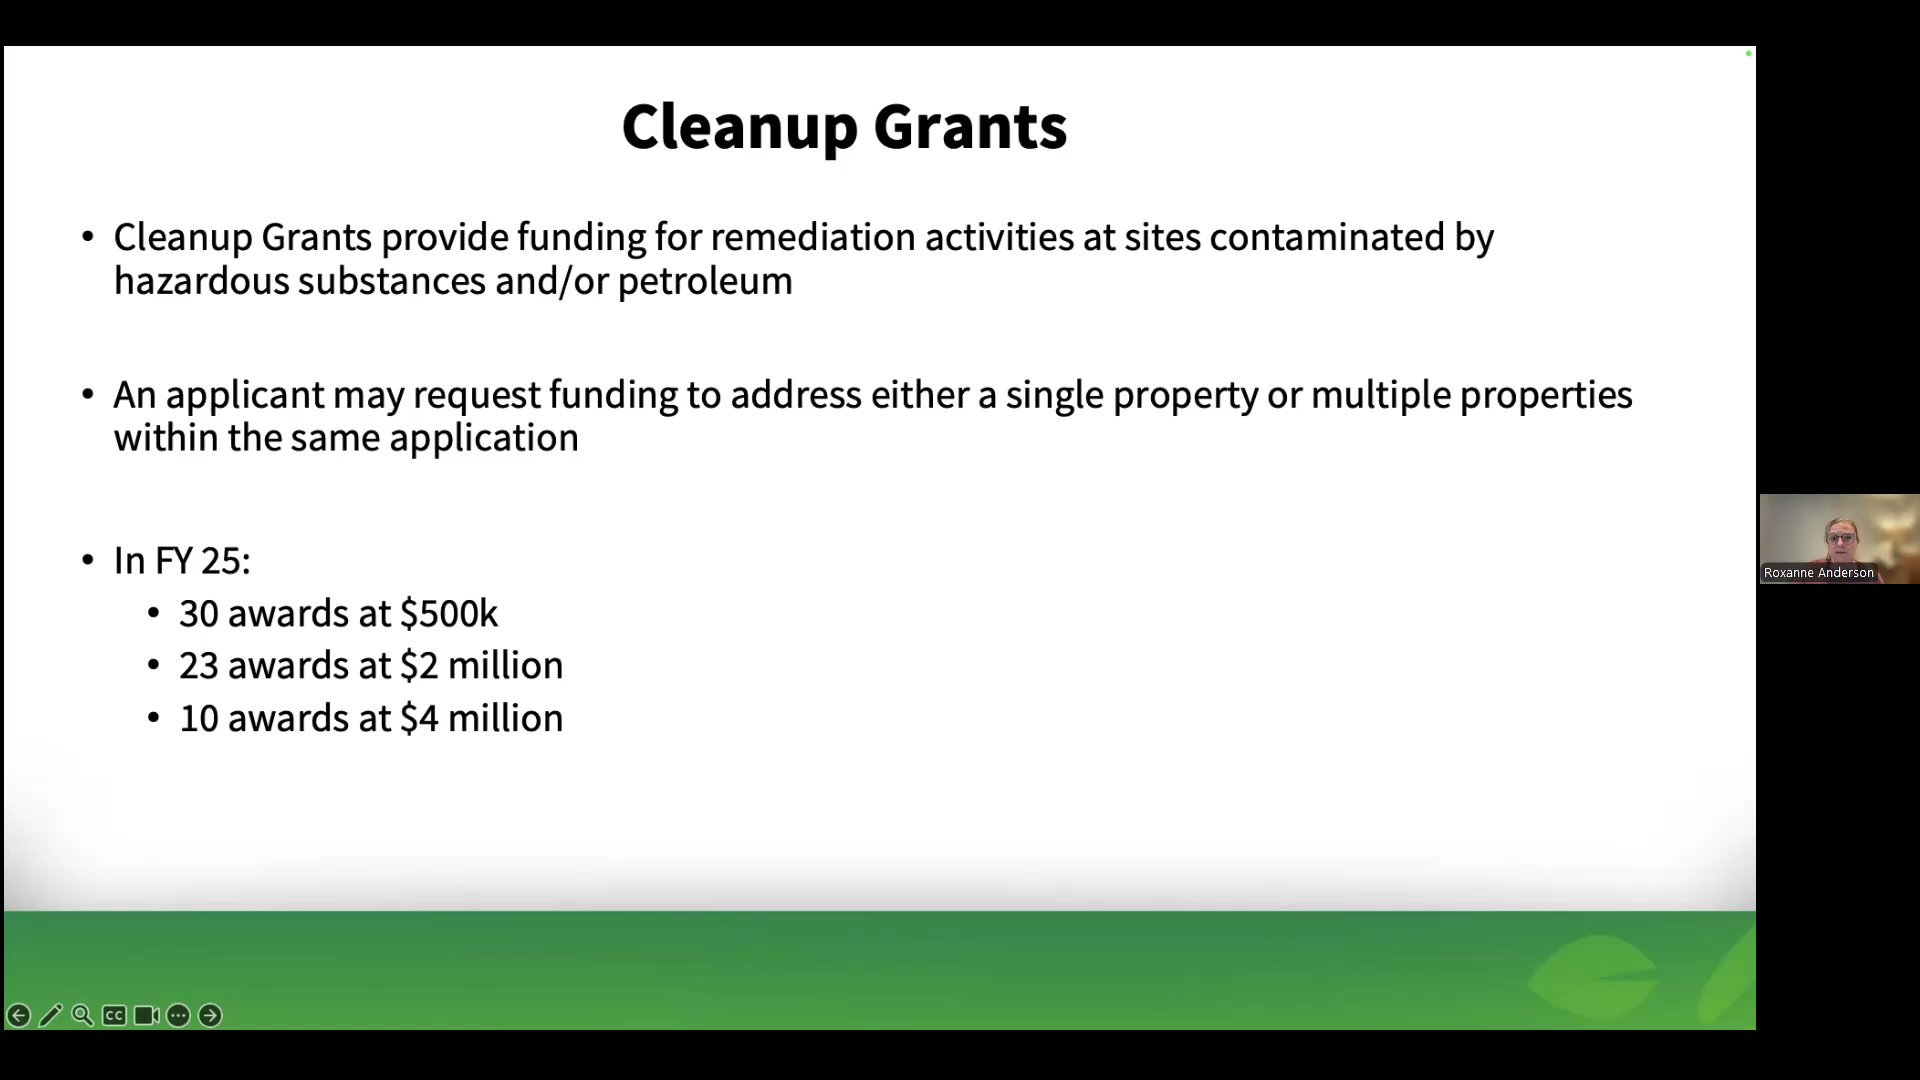 Cleanup Grants
• Cleanup Grants provide funding for remediation activities at sites contaminated by
hazardous substances and/or petroleum
• An applicant may request funding to address either a single property or multiple properties
within the same application
• In FY 25:
• 30 awards at $500k
• 23 awards at $2 million
• 10 awards at $4 million
Roxanne Anderson
CC